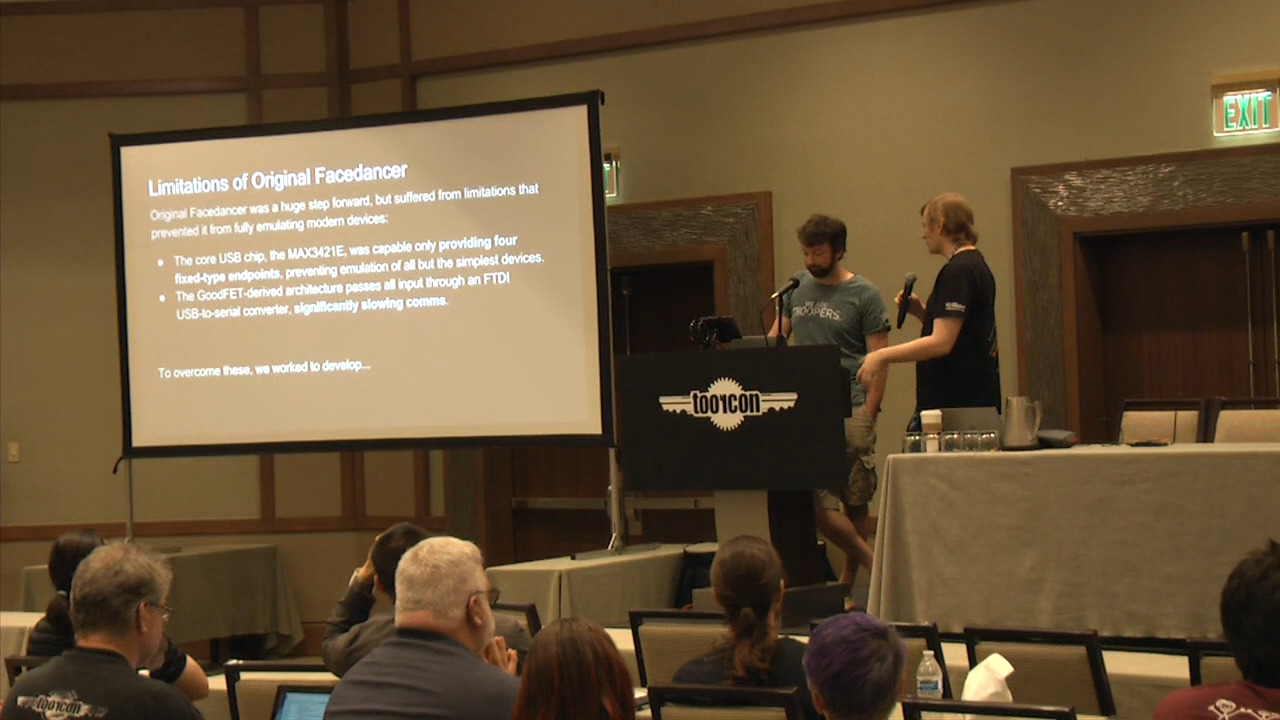 Limitations of Original Facedancer
Original Facedancer was a huge step forward, but suffered from limitations that
prevented it from fully emulating modern devices:
● The core USB chip, the MAX3421E, was capable only providing four
fixed-type endpoints, preventing emulation of all but the simplest devices.
● The GoodFET-derived architecture passes all input through an FTDI
USB-to-serial converter, significantly slowing comms.
To overcome these, we worked to develop...
EXIT
WE ARE
TROOPERS.
toorcon
toorcon